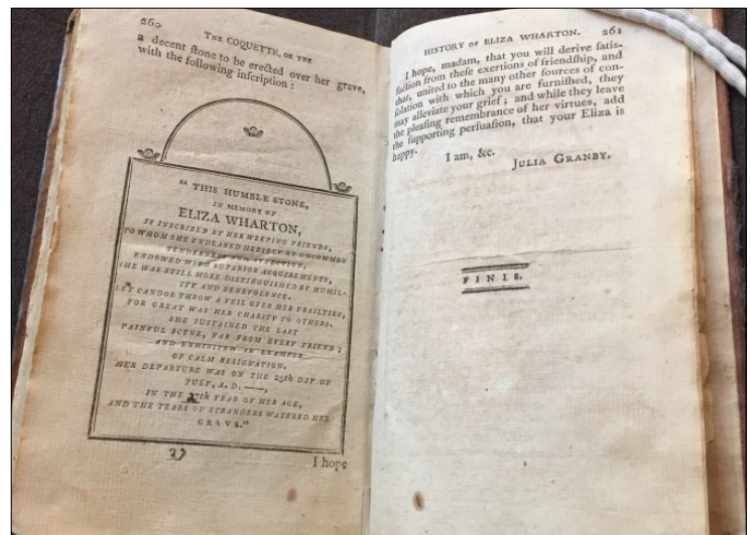 260
THE COQUETTE, OR THE
a decent ſtone to be erected over her grave,
with the following inſcription :
“ THIS HUMBLE STONE,
IN MEMORY OF
ELIZA WHARTON,
IS INSCRIBED BY HER WEEPING FRIENDS,
TO WHOM SHE ENDEARED HERSELF BY UNCOMMON
TENDERNESS AND AFFECTION.
ENDOWED WITH SUPERIOR ACQUIREMENTS,
SHE WAS STILL MORE DISTINGUISHED BY HUMIL-
ITY AND BENEVOLENCE.
LET CANDOR THROW A VEIL OVER HER FRAILTIES,
FOR GREAT WAS HER CHARITY TO OTHERS.
SHE SUSTAINED THE LAST
PAINFUL SCENE, FAR FROM EVERY FRIEND ;
AND EXHIBITED AN EXAMPLE
OF CALM RESIGNATION.
HER DEPARTURE WAS ON THE 25th DAY OF
JULY, A. D. ——,
IN THE YEAR OF HER AGE,
AND THE TEARS OF STRANGERS WATERED HER
GRAVE.”
I hope
HISTORY OF ELIZA WHARTON. 261
I hope, madam, that you will derive ſatiſ-
faction from theſe exertions of friendſhip, and
that, united to the many other ſources of con-
ſolation with which you are furniſhed, they
may alleviate your grief ; and while they leave
the pleaſing remembrance of her virtues, add
the ſupporting perſuaſion, that your Eliza is
happy. I am, &c.
JULIA GRANBY.
FINIS.